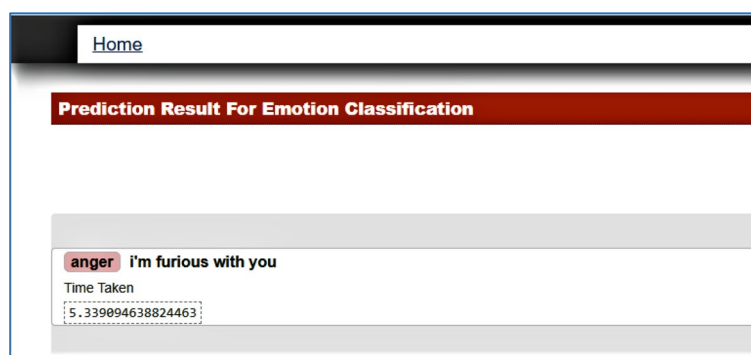 Home
Prediction Result For Emotion Classification
anger i'm furious with you
Time Taken
5.339094638824463